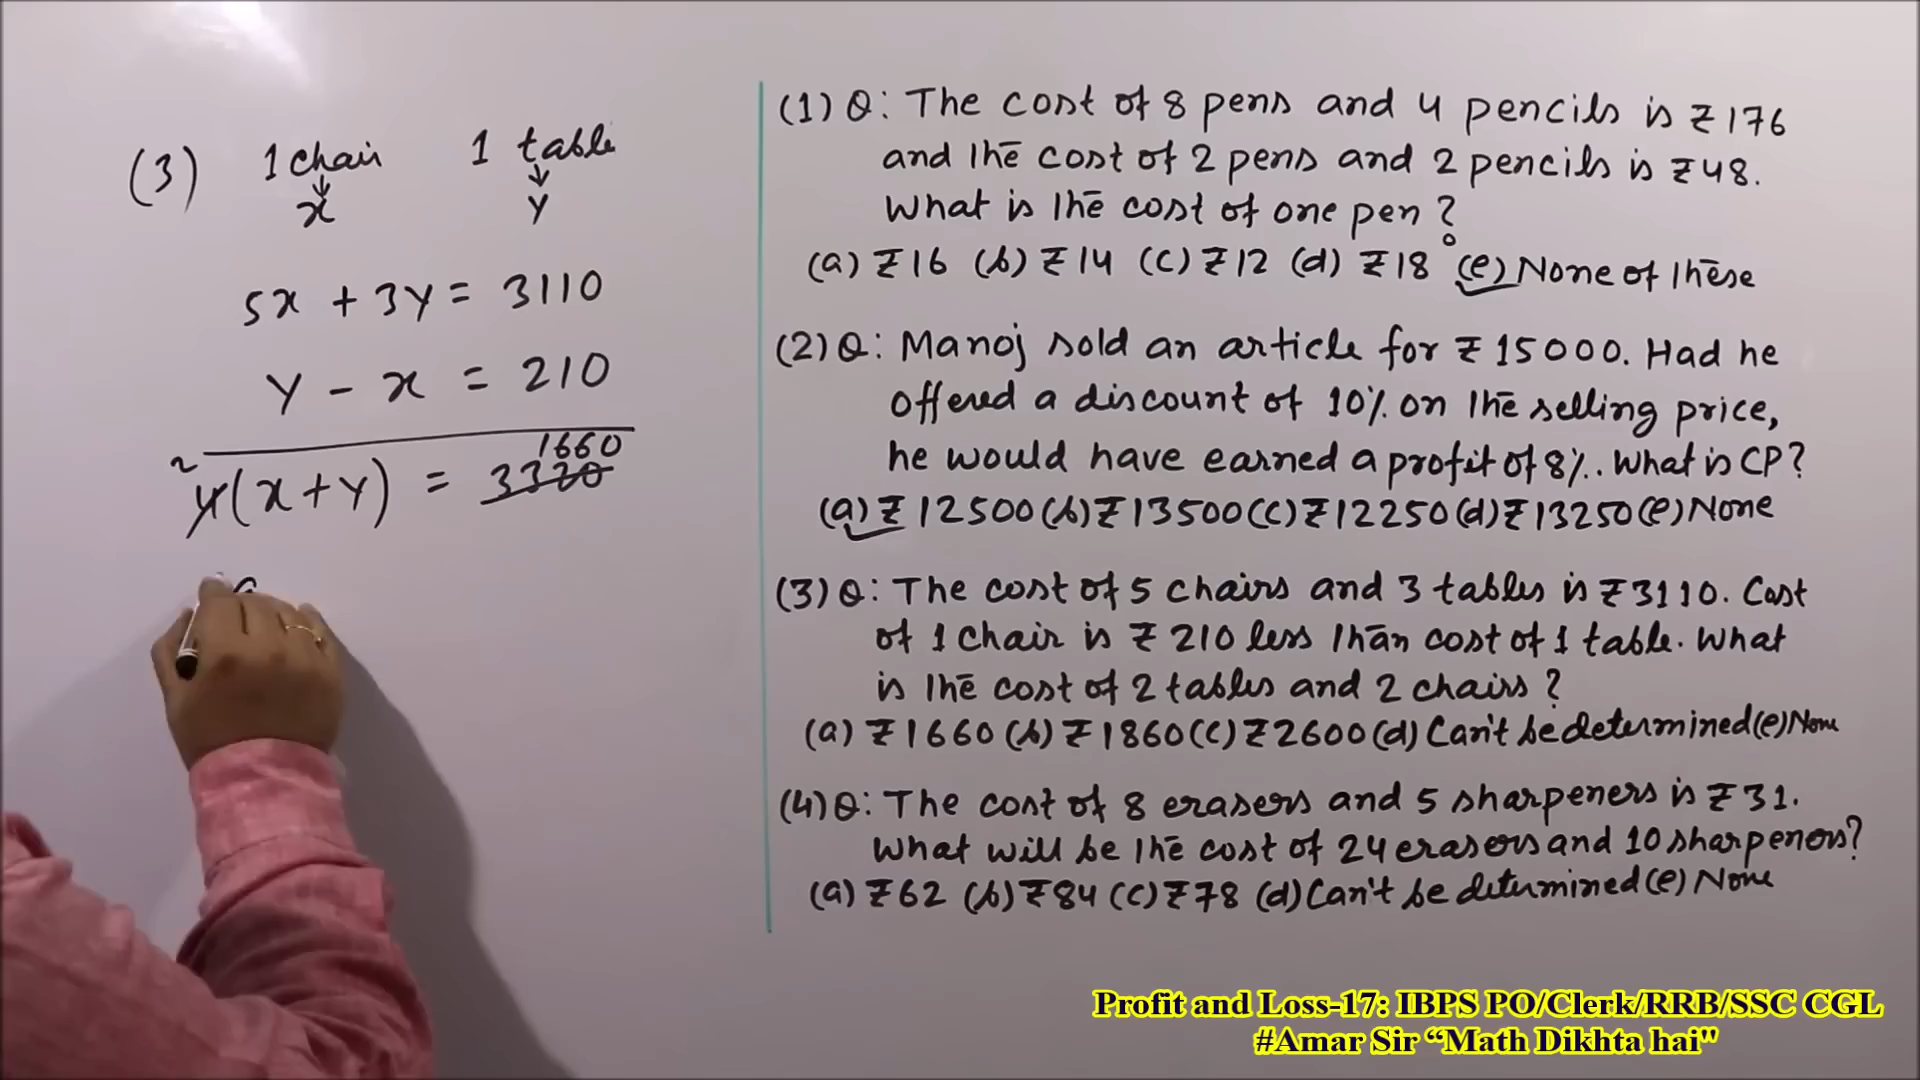 (3) 1 chair 1 table
x y
5x + 3y = 3110
y - x = 210
2 1660
4(x+y) = 3320
(1) Q: The cost of 8 pens and 4 pencils is ₹176
and the cost of 2 pens and 2 pencils is ₹48.
What is the cost of one pen?
(a) ₹16 (b) ₹14 (c) ₹12 (d) ₹18 (e) None of these
(2) Q: Manoj sold an article for ₹15000. Had he
offered a discount of 10% on the selling price,
he would have earned a profit of 8%. What is CP?
(a) ₹12500 (b) ₹13500 (c) ₹12250 (d) ₹13250 (e) None
(3) Q: The cost of 5 chairs and 3 tables is ₹3110. Cost
of 1 chair is ₹210 less than cost of 1 table. What
is the cost of 2 tables and 2 chairs?
(a) ₹1660 (b) ₹1860 (c) ₹2600 (d) Can't be determined (e) None
(4) Q: The cost of 8 erasers and 5 sharpeners is ₹31.
What will be the cost of 24 erasers and 10 sharpeners?
(a) ₹62 (b) ₹84 (c) ₹78 (d) Can't be determined (e) None
Profit and Loss-17: IBPS PO/Clerk/RRB/SSC CGL
#Amar Sir “Math Dikhta hai"